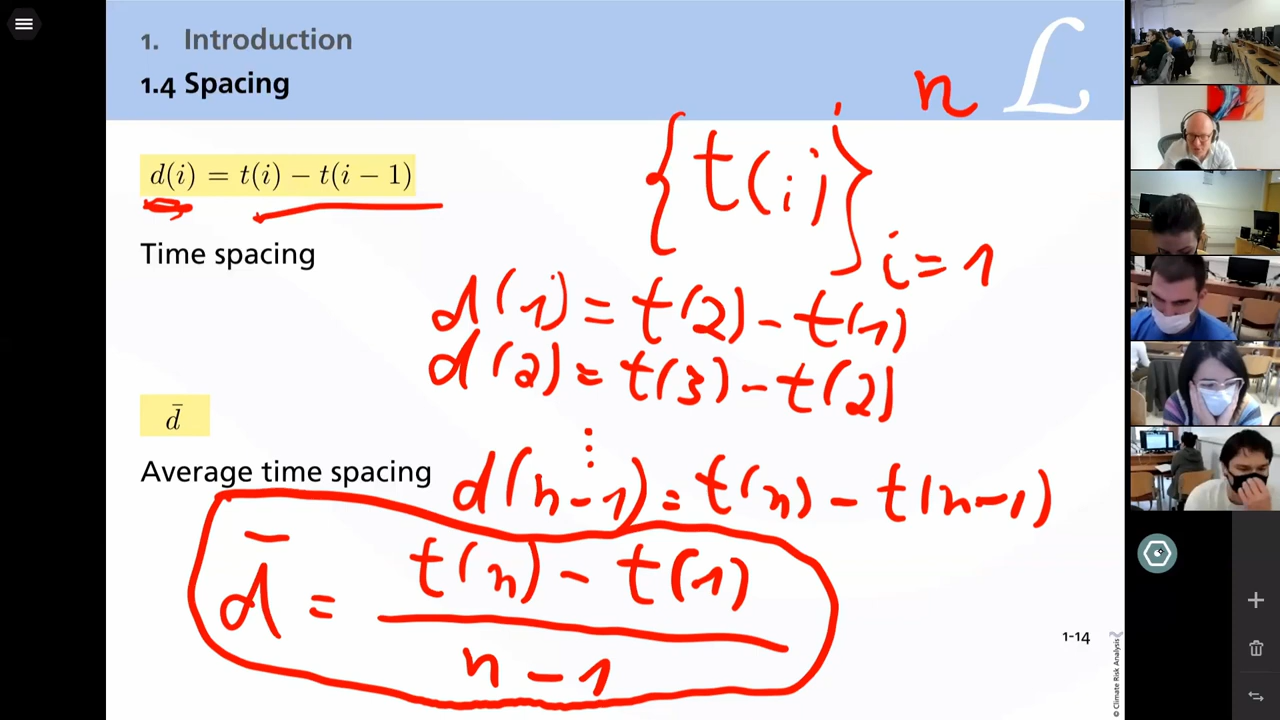 1. Introduction
1.4 Spacing
n
L
d(i) = t(i) − t(i − 1)
{t(i)} i=1
Time spacing
d(1) = t(2) − t(1)
d(2) = t(3) − t(2)
⋮
d̄
Average time spacing
d(n−1) = t(n) − t(n−1)
d̄ = t(n) − t(1)
n − 1
1-14
© Climate Risk Analysis